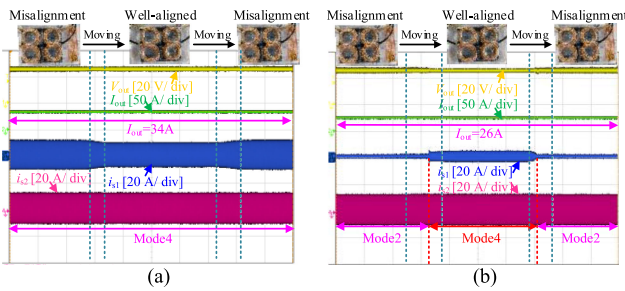 Misalignment Well-aligned Misalignment
Moving Moving
Vout [20 V/ div]
Iout [50 A/ div]
Iout=34A
is2 [20 A/ div]
is1 [20 A/ div]
Mode4
(a)
Misalignment Well-aligned Misalignment
Moving Moving
Vout [20 V/ div]
Iout [50 A/ div]
Iout=26A
is1 [20 A/ div]
is2 [20 A/ div]
Mode2 Mode4 Mode2
(b)